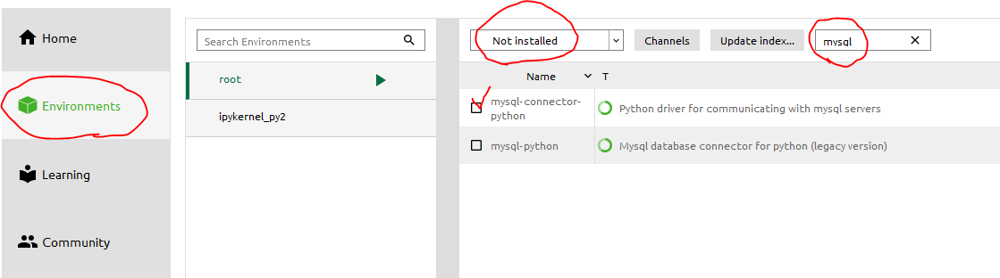 Home
Environments
Learning
Community
Search Environments
root
ipykernel_py2
Not installed
Channels
Update index...
mysql
Name
T
mysql-connector-
python
Python driver for communicating with mysql servers
mysql-python
Mysql database connector for python (legacy version)